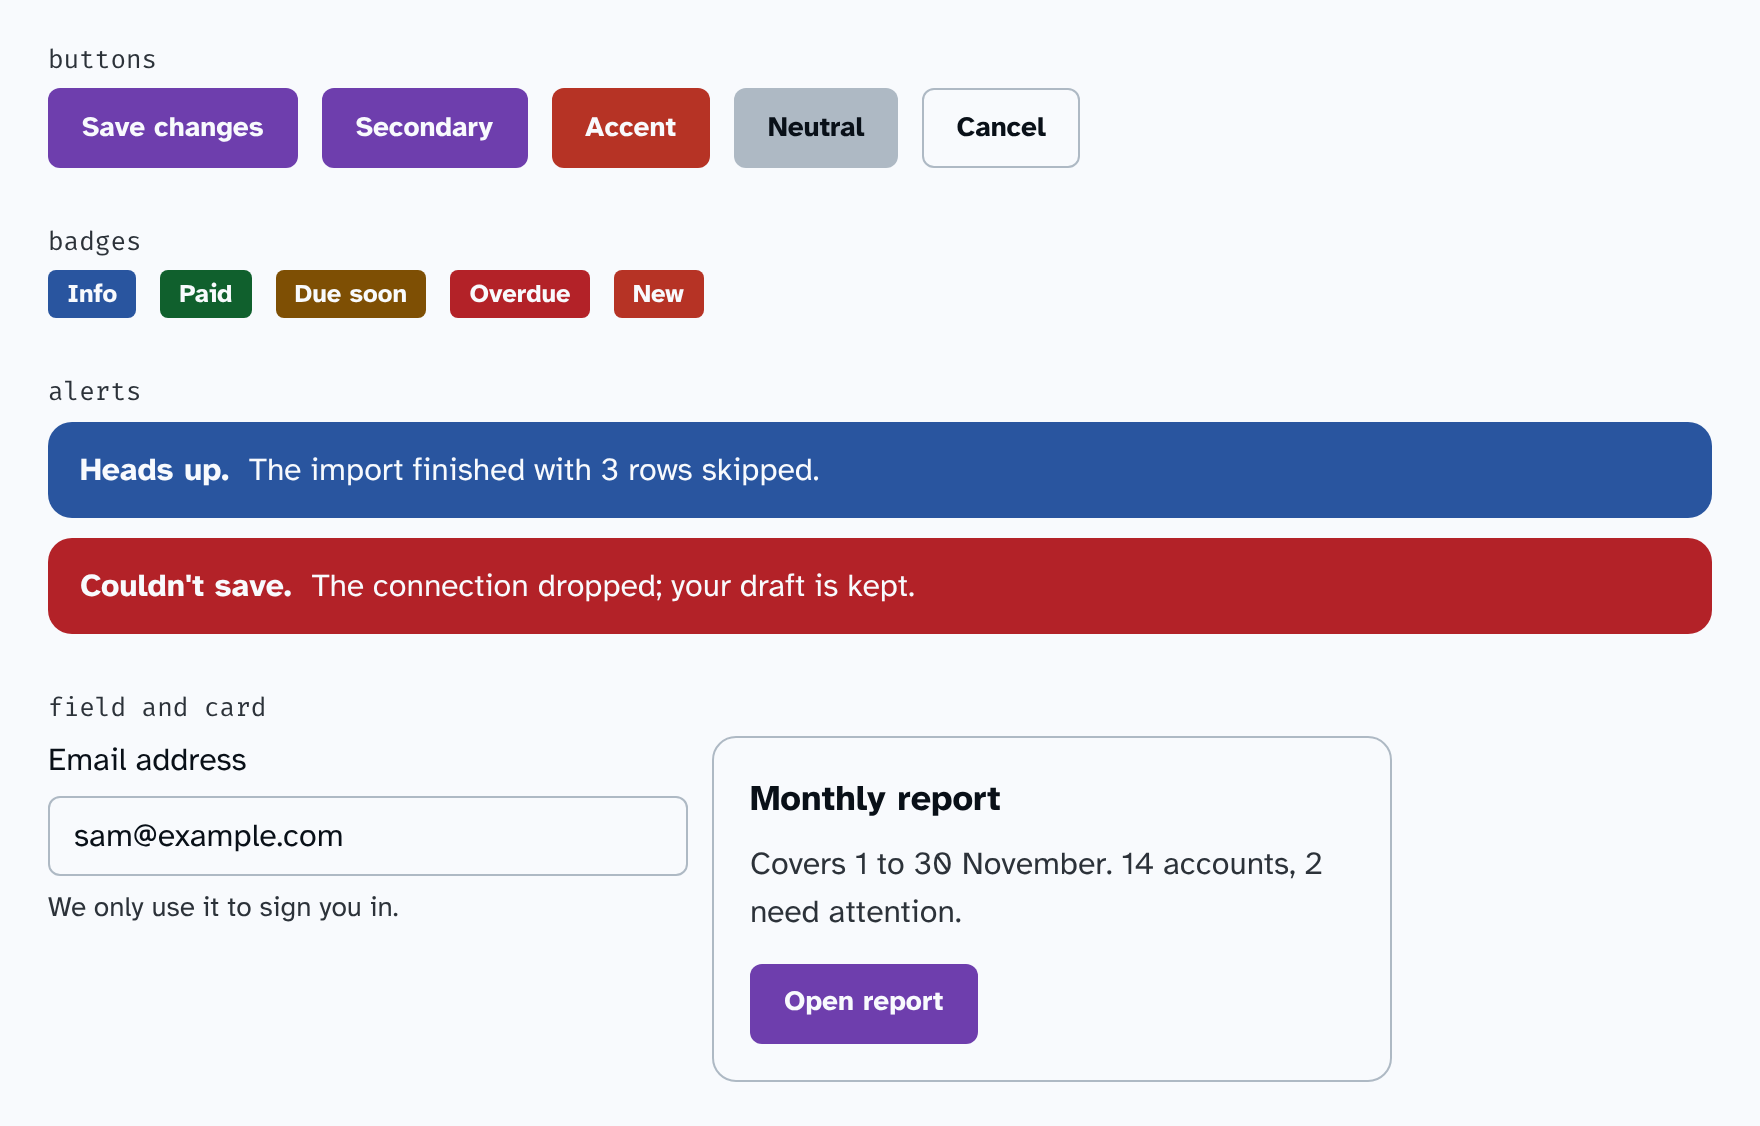 buttons
Save changes Secondary Accent Neutral Cancel
badges
Info Paid Due soon Overdue New
alerts
Heads up. The import finished with 3 rows skipped.
Couldn't save. The connection dropped; your draft is kept.
field and card
Email address
sam@example.com
We only use it to sign you in.
Monthly report
Covers 1 to 30 November. 14 accounts, 2
need attention.
Open report